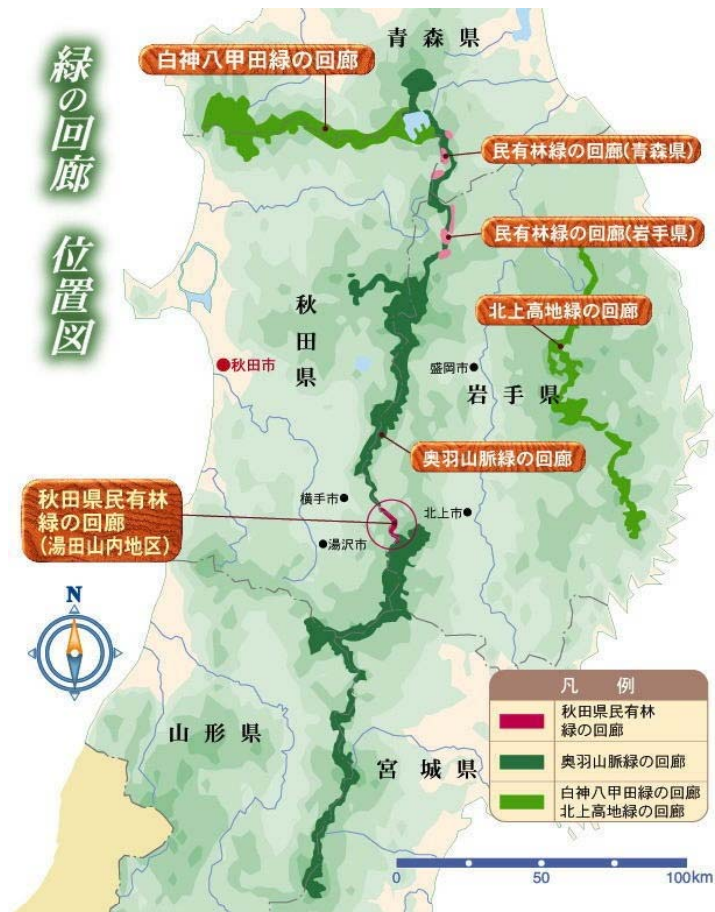 緑の回廊 位置図
青森県
白神八甲田緑の回廊
民有林緑の回廊(青森県)
民有林緑の回廊(岩手県)
北上高地緑の回廊
秋田県
秋田市
盛岡市
岩手県
奥羽山脈緑の回廊
秋田県民有林
緑の回廊
(湯田山内地区)
横手市
北上市
湯沢市
N
山形県
宮城県
凡 例
秋田県民有林
緑の回廊
奥羽山脈緑の回廊
白神八甲田緑の回廊
北上高地緑の回廊
0 50 100km